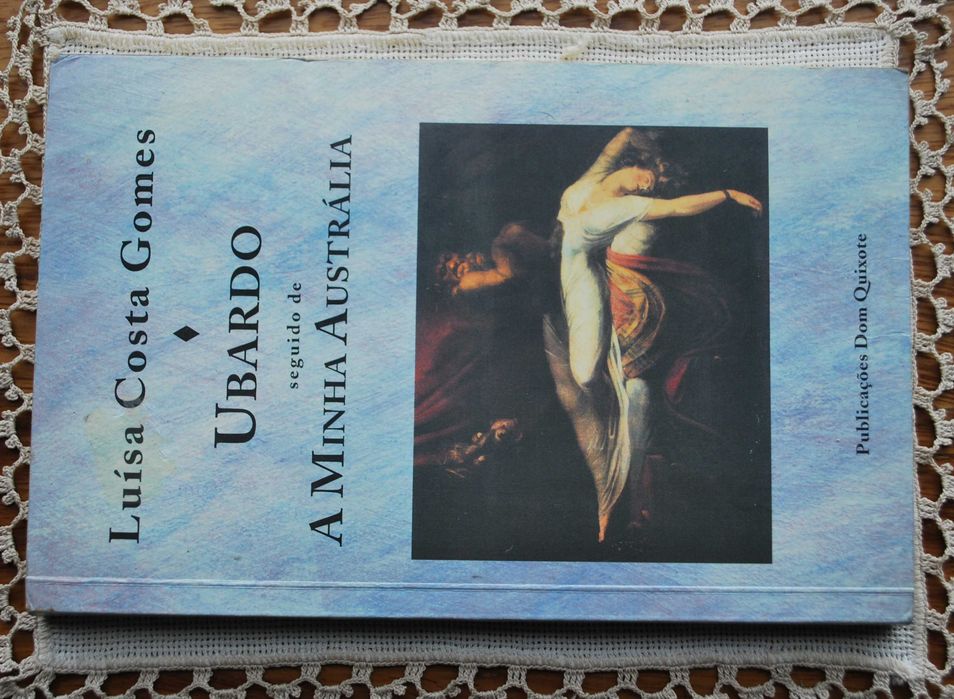 Luísa Costa Gomes
UBARDO
seguido de
A MINHA AUSTRÁLIA
Publicações Dom Quixote